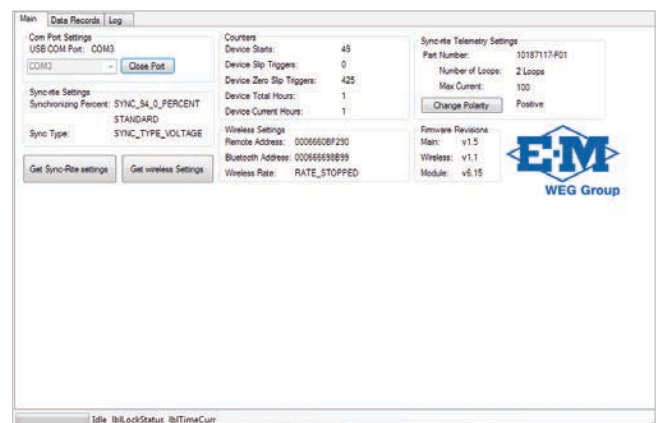 Main Data Records Log
Com Port Settings
USB COM Port: COM3
COM3 Close Port
Sync-rite Settings
Synchronizing Percent: SYNC_94_0_PERCENT
STANDARD
Sync Type: SYNC_TYPE_VOLTAGE
Get Sync-Rite settings Get wireless Settings
Counters
Device Starts: 49
Device Slip Triggers: 0
Device Zero Slip Triggers: 425
Device Total Hours: 1
Device Current Hours: 1
Wireless Settings
Remote Address: 0006660BF290
Bluetooth Address: 000666698B99
Wireless Rate: RATE_STOPPED
Sync-rite Telemetry Settings
Part Number: 10187117-F01
Number of Loops: 2 Loops
Max Current: 100
Change Polarity Positive
Firmware Revisions
Main: v1.5
Wireless: v1.1
Module: v6.15
E-M
WEG Group
Idle lblLockStatus lblTimeCurr